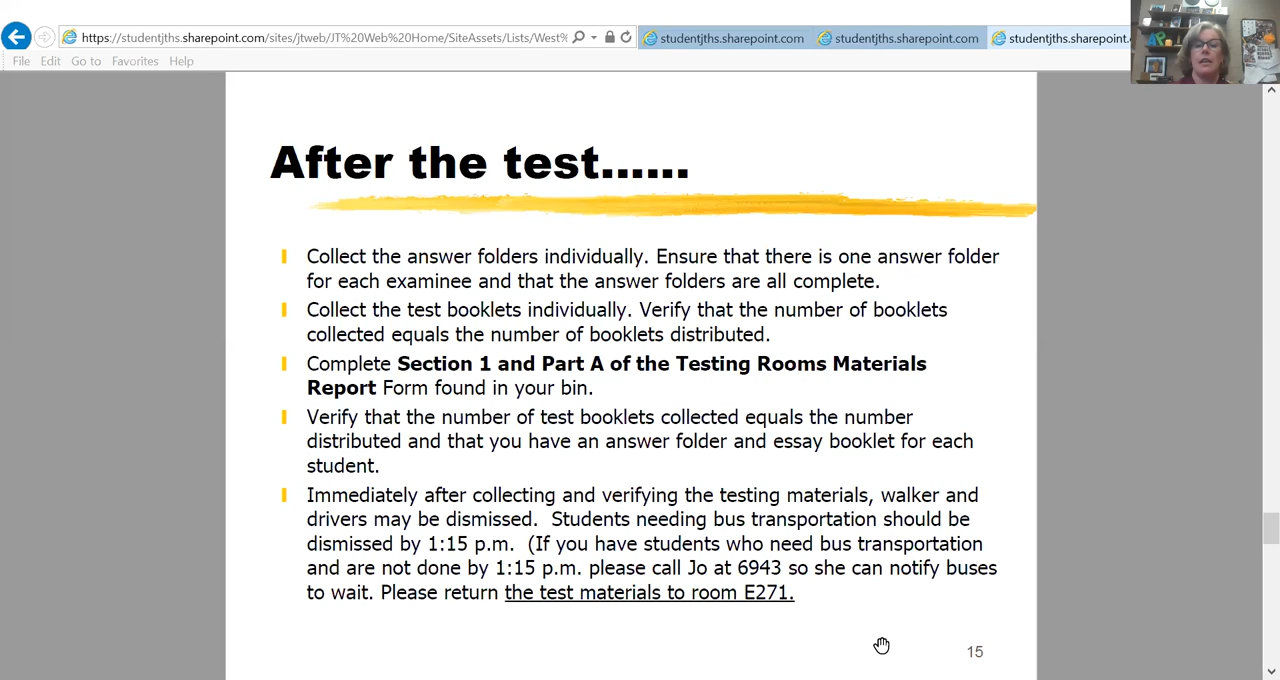 https://studentjths.sharepoint.com/sites/jtweb/JT%20Web%20Home/SiteAssets/Lists/West%
studentjths.sharepoint.com
studentjths.sharepoint.com
studentjths.sharepoint.
File Edit Go to Favorites Help
AP
After the test......
Collect the answer folders individually. Ensure that there is one answer folder
for each examinee and that the answer folders are all complete.
Collect the test booklets individually. Verify that the number of booklets
collected equals the number of booklets distributed.
Complete Section 1 and Part A of the Testing Rooms Materials
Report Form found in your bin.
Verify that the number of test booklets collected equals the number
distributed and that you have an answer folder and essay booklet for each
student.
Immediately after collecting and verifying the testing materials, walker and
drivers may be dismissed.  Students needing bus transportation should be
dismissed by 1:15 p.m.  (If you have students who need bus transportation
and are not done by 1:15 p.m. please call Jo at 6943 so she can notify buses
to wait. Please return the test materials to room E271.
15